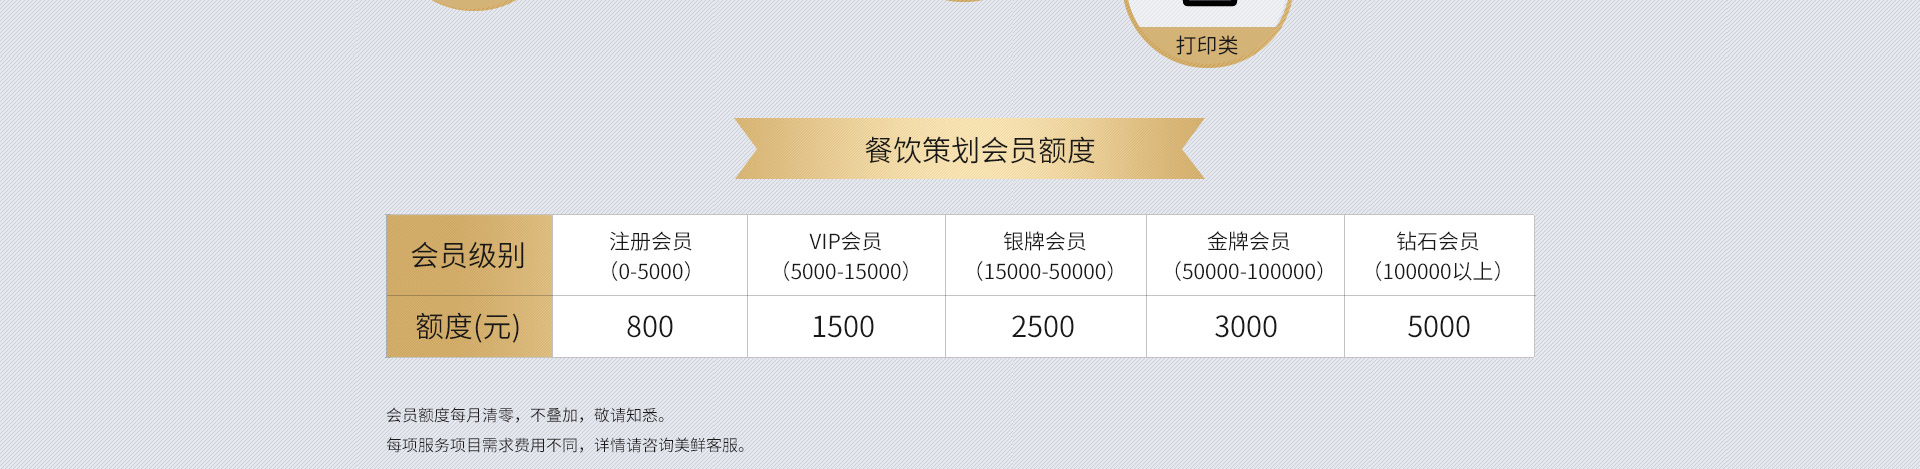 打印类
餐饮策划会员额度
会员级别 注册会员 VIP会员 银牌会员 金牌会员 钻石会员
（0-5000） （5000-15000） （15000-50000） （50000-100000） （100000以上）
额度(元) 800 1500 2500 3000 5000
会员额度每月清零，不叠加，敬请知悉。
每项服务项目需求费用不同，详情请咨询美鲜客服。